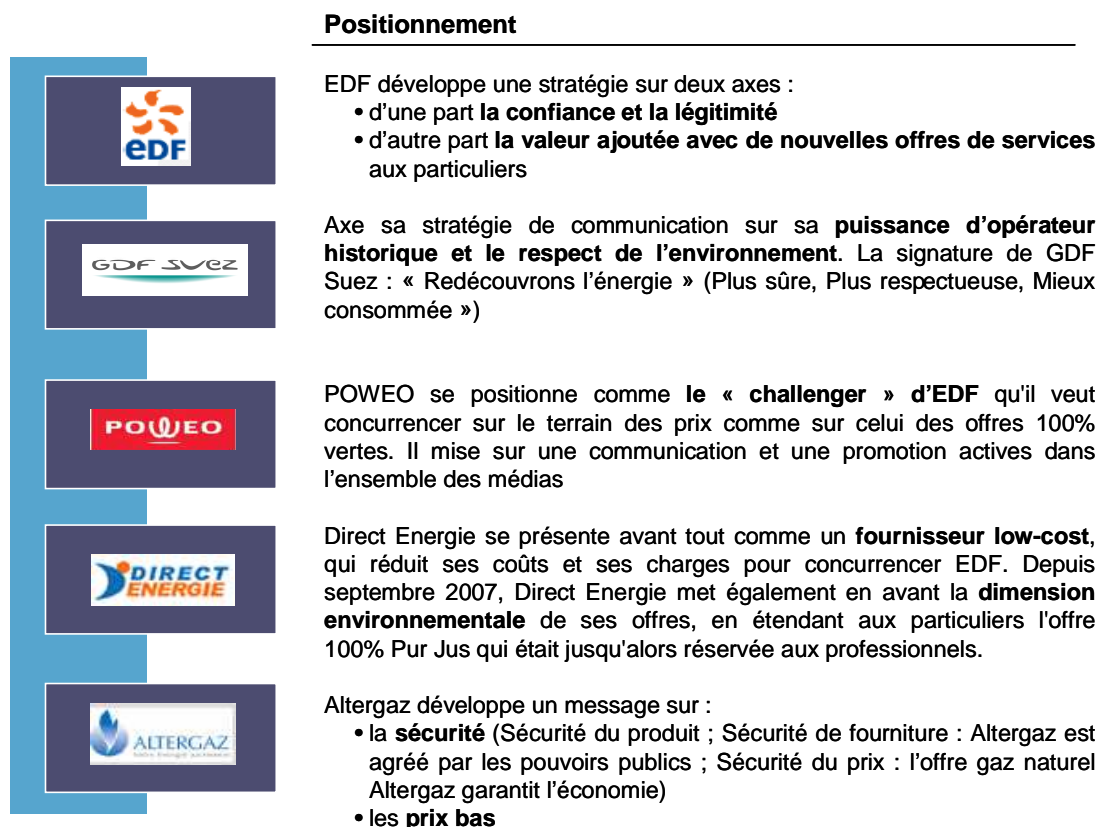 Positionnement
eDF
EDF développe une stratégie sur deux axes :
• d'une part la confiance et la légitimité
• d'autre part la valeur ajoutée avec de nouvelles offres de services
aux particuliers
GDF SUEZ
Axe sa stratégie de communication sur sa puissance d'opérateur
historique et le respect de l'environnement. La signature de GDF
Suez : « Redécouvrons l'énergie » (Plus sûre, Plus respectueuse, Mieux
consommée »)
POWEO
POWEO se positionne comme le « challenger » d'EDF qu'il veut
concurrencer sur le terrain des prix comme sur celui des offres 100%
vertes. Il mise sur une communication et une promotion actives dans
l'ensemble des médias
DIRECT
ENERGIE
Direct Energie se présente avant tout comme un fournisseur low-cost,
qui réduit ses coûts et ses charges pour concurrencer EDF. Depuis
septembre 2007, Direct Energie met également en avant la dimension
environnementale de ses offres, en étendant aux particuliers l'offre
100% Pur Jus qui était jusqu'alors réservée aux professionnels.
ALTERGAZ
Altergaz développe un message sur :
• la sécurité (Sécurité du produit ; Sécurité de fourniture : Altergaz est
agréé par les pouvoirs publics ; Sécurité du prix : l'offre gaz naturel
Altergaz garantit l'économie)
• les prix bas